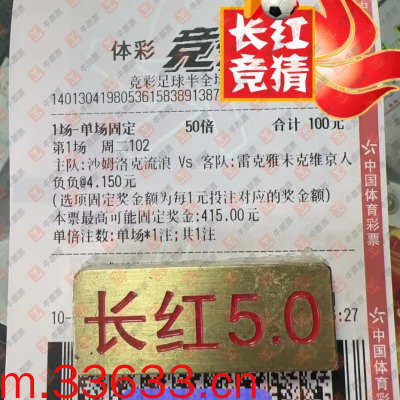 体彩 竞
长红
竞猜
竞彩足球半全场
140130419805361583891387
1场-单场固定 50倍 合计 100元
第1场 周二102
主队:沙姆洛克流浪 Vs 客队:雷克雅未克维京人
负负@4.150元
(选项固定奖金额为每1元投注对应的奖金额)
本票最高可能固定奖金:415.00元
单倍注数:单场*1注;共1注
中国体育彩票
中国体育彩票
长红5.0
10- :27
m.33633.cn